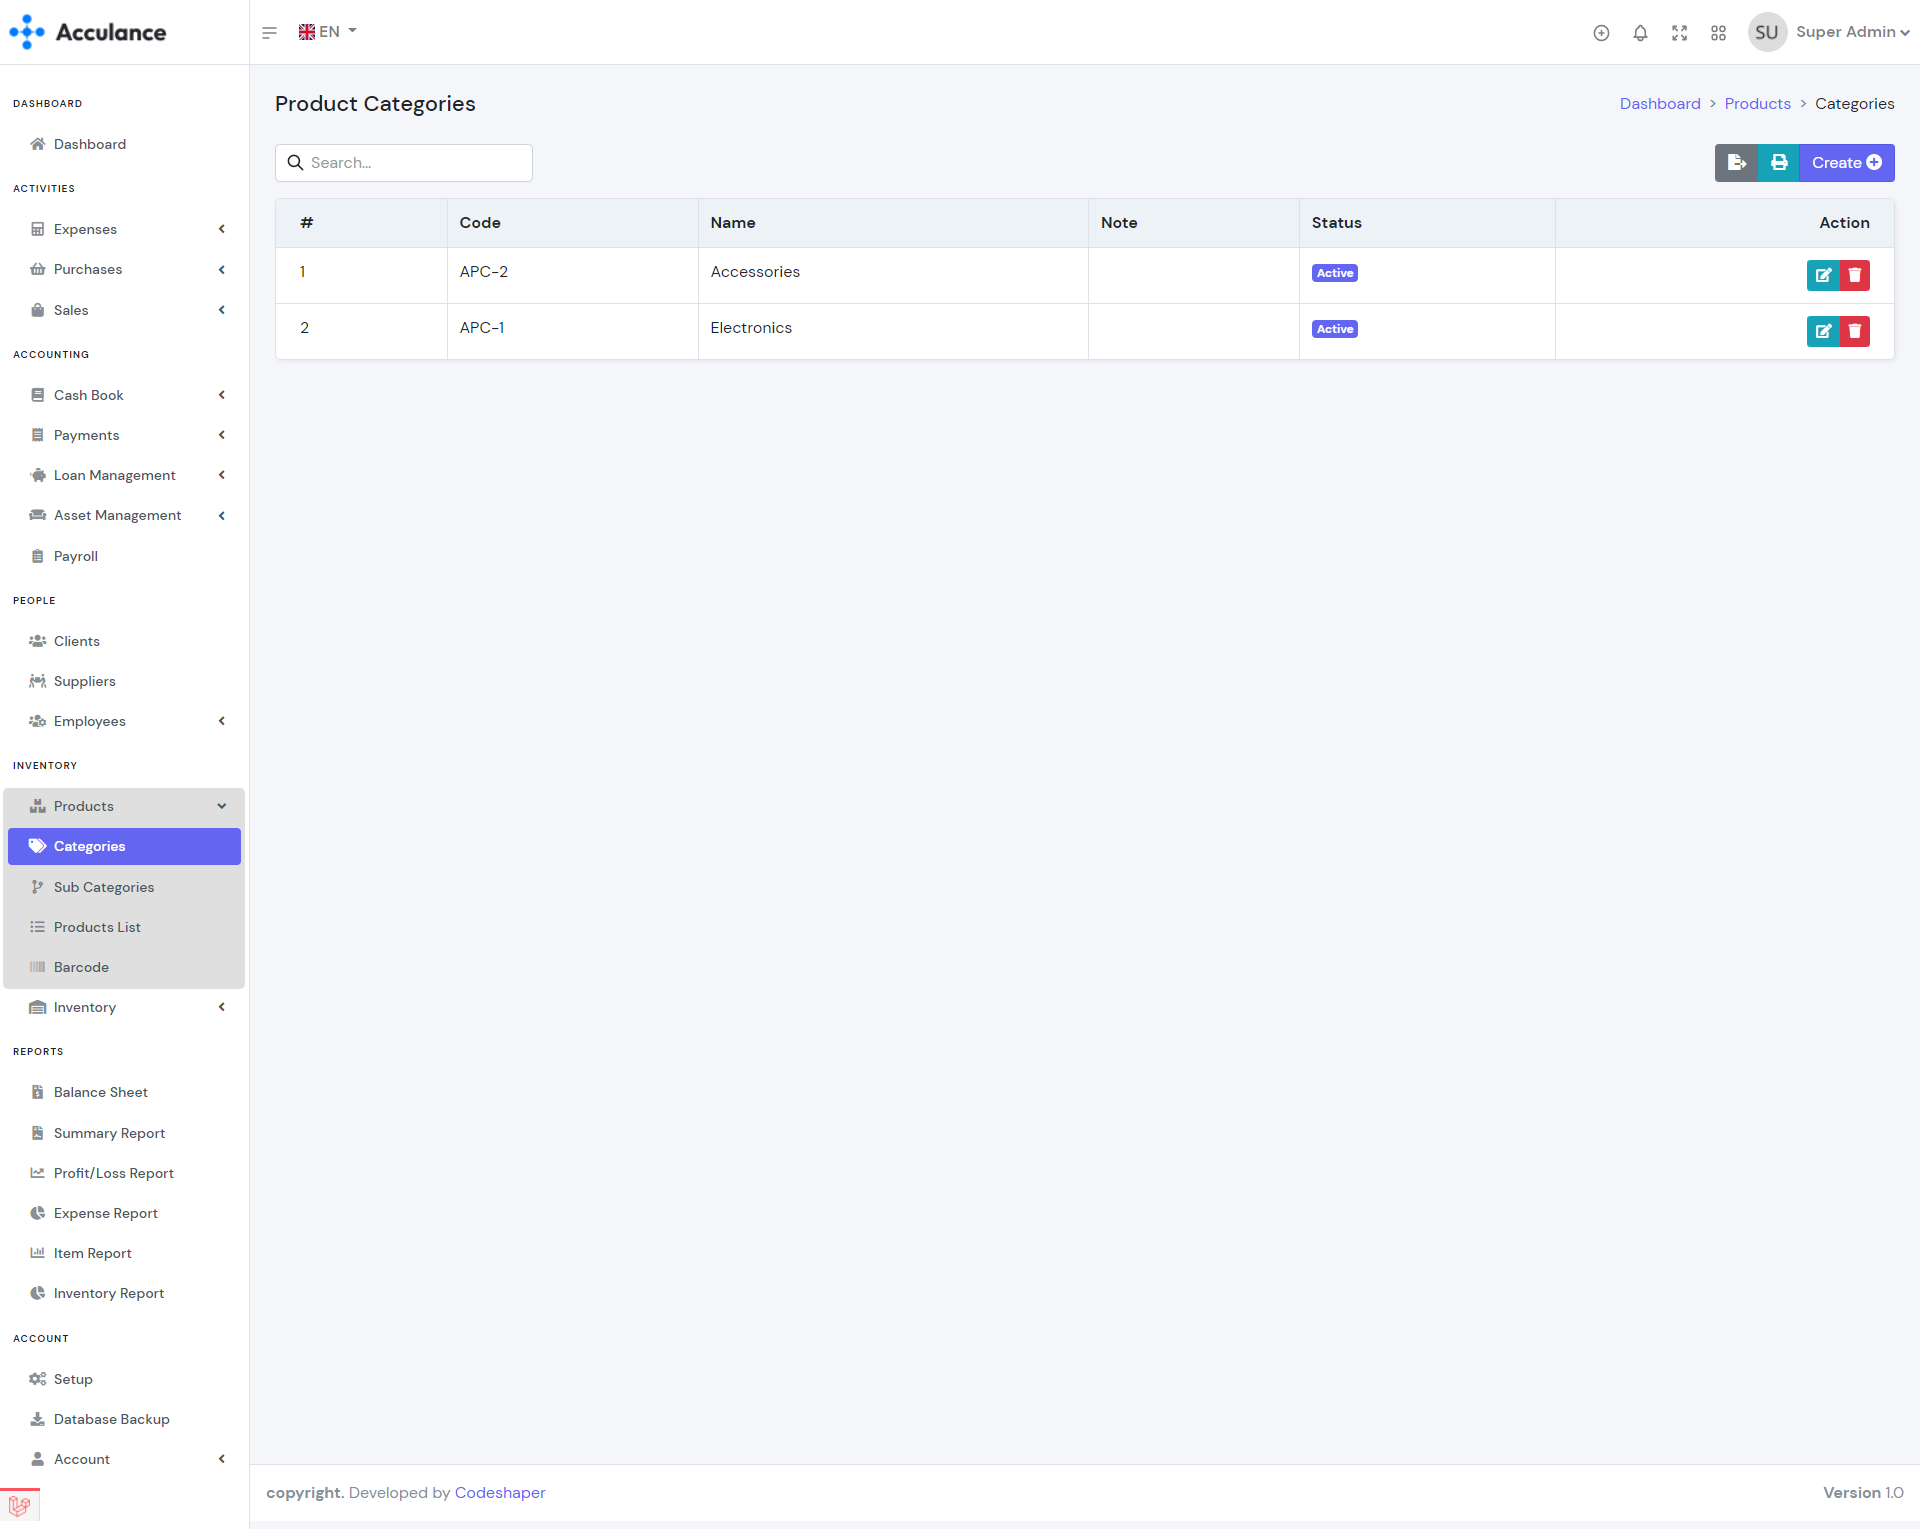 Acculance
EN
SU
Super Admin
DASHBOARD
Dashboard
ACTIVITIES
Expenses
Purchases
Sales
ACCOUNTING
Cash Book
Payments
Loan Management
Asset Management
Payroll
PEOPLE
Clients
Suppliers
Employees
INVENTORY
Products
Categories
Sub Categories
Products List
Barcode
Inventory
REPORTS
Balance Sheet
Summary Report
Profit/Loss Report
Expense Report
Item Report
Inventory Report
ACCOUNT
Setup
Database Backup
Account
Product Categories
Dashboard > Products > Categories
Search...
Create
# Code Name Note Status Action
1 APC-2 Accessories Active
2 APC-1 Electronics Active
copyright. Developed by Codeshaper
Version 1.0